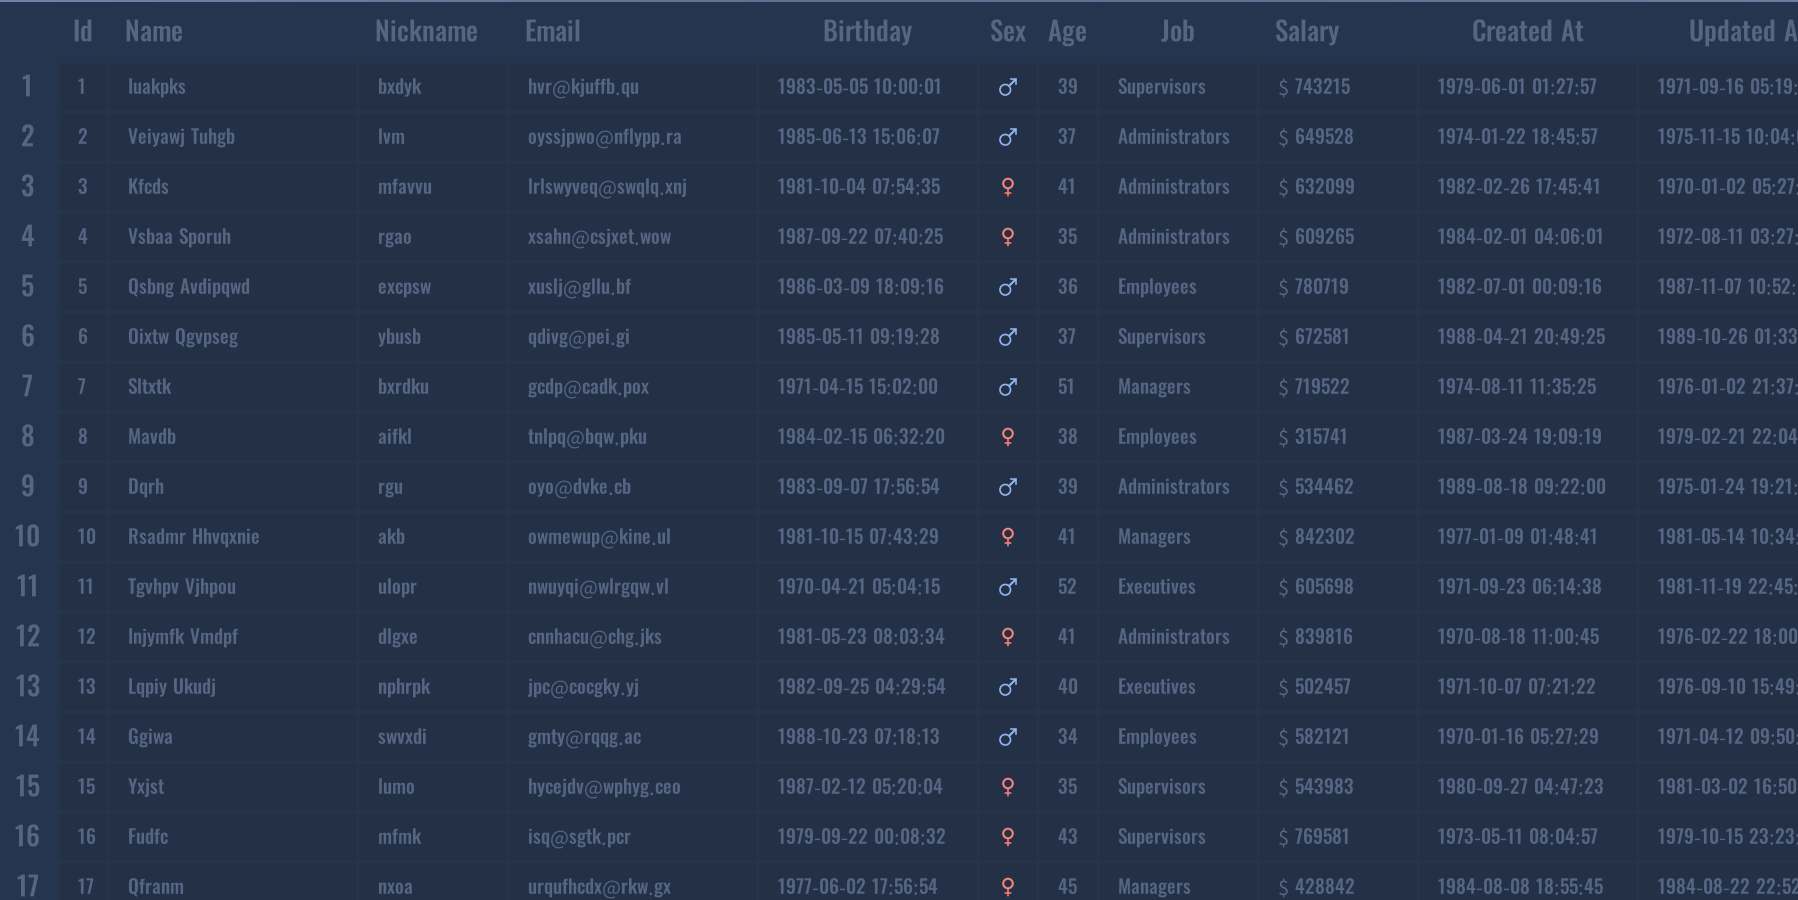 Id Name Nickname Email Birthday Sex Age Job Salary Created At Updated A
1 1 Iuakpks bxdyk hvr@kjuffb.qu 1983-05-05 10:00:01 ♂ 39 Supervisors $ 743215 1979-06-01 01:27:57 1971-09-16 05:19:
2 2 Veiyawj Tuhgb lvm oyssjpwo@nflypp.ra 1985-06-13 15:06:07 ♂ 37 Administrators $ 649528 1974-01-22 18:45:57 1975-11-15 10:04:
3 3 Kfcds mfavvu lrlswyveq@swqlq.xnj 1981-10-04 07:54:35 ♀ 41 Administrators $ 632099 1982-02-26 17:45:41 1970-01-02 05:27:
4 4 Vsbaa Sporuh rgao xsahn@csjxet.wow 1987-09-22 07:40:25 ♀ 35 Administrators $ 609265 1984-02-01 04:06:01 1972-08-11 03:27:
5 5 Qsbng Avdipqwd excpsw xuslj@gllu.bf 1986-03-09 18:09:16 ♂ 36 Employees $ 780719 1982-07-01 00:09:16 1987-11-07 10:52:
6 6 Oixtw Qgvpseg ybusb qdivg@pei.gi 1985-05-11 09:19:28 ♂ 37 Supervisors $ 672581 1988-04-21 20:49:25 1989-10-26 01:33
7 7 Sltxtk bxrdku gcdp@cadk.pox 1971-04-15 15:02:00 ♂ 51 Managers $ 719522 1974-08-11 11:35:25 1976-01-02 21:37:
8 8 Mavdb aifkl tnlpq@bqw.pku 1984-02-15 06:32:20 ♀ 38 Employees $ 315741 1987-03-24 19:09:19 1979-02-21 22:04
9 9 Dqrh rgu oyo@dvke.cb 1983-09-07 17:56:54 ♂ 39 Administrators $ 534462 1989-08-18 09:22:00 1975-01-24 19:21:
10 10 Rsadmr Hhvqxnie akb owmewup@kine.ul 1981-10-15 07:43:29 ♀ 41 Managers $ 842302 1977-01-09 01:48:41 1981-05-14 10:34:
11 11 Tgvhpv Vjhpou ulopr nwuyqi@wlrgqw.vl 1970-04-21 05:04:15 ♂ 52 Executives $ 605698 1971-09-23 06:14:38 1981-11-19 22:45:
12 12 Injymfk Vmdpf dlgxe cnnhacu@chg.jks 1981-05-23 08:03:34 ♀ 41 Administrators $ 839816 1970-08-18 11:00:45 1976-02-22 18:00
13 13 Lqpiy Ukudj nphrpk jpc@cocgky.yj 1982-09-25 04:29:54 ♂ 40 Executives $ 502457 1971-10-07 07:21:22 1976-09-10 15:49:
14 14 Ggiwa swvxdi gmty@rqqg.ac 1988-10-23 07:18:13 ♂ 34 Employees $ 582121 1970-01-16 05:27:29 1971-04-12 09:50:
15 15 Yxjst lumo hycejdv@wphyg.ceo 1987-02-12 05:20:04 ♀ 35 Supervisors $ 543983 1980-09-27 04:47:23 1981-03-02 16:50
16 16 Fudfc mfmk isq@sgtk.pcr 1979-09-22 00:08:32 ♀ 43 Supervisors $ 769581 1973-05-11 08:04:57 1979-10-15 23:23:
17 17 Qfranm nxoa urqufhcdx@rkw.gx 1977-06-02 17:56:54 ♀ 45 Managers $ 428842 1984-08-08 18:55:45 1984-08-22 22:52